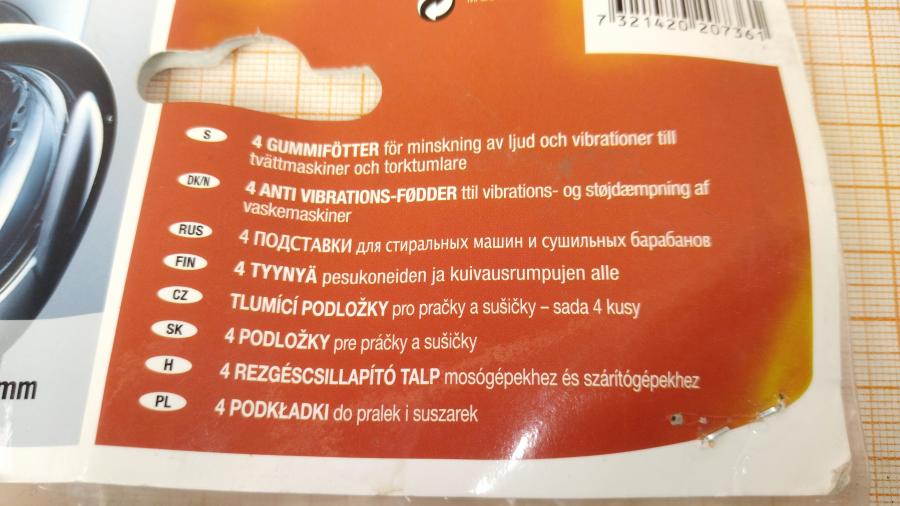 7 321420 207361
S
4 GUMMIFÖTTER för minskning av ljud och vibrationer till
tvättmaskiner och torktumlare
DK/N
4 ANTI VIBRATIONS-FØDDER ttil vibrations- og støjdæmpning af
vaskemaskiner
RUS
4 ПОДСТАВКИ для стиральных машин и сушильных барабанов
FIN
4 TYYNYÄ pesukoneiden ja kuivausrumpujen alle
CZ
TLUMÍCÍ PODLOŽKY pro pračky a sušičky – sada 4 kusy
SK
4 PODLOŽKY pre práčky a sušičky
H
4 REZGÉSCSILLAPÍTÓ TALP mosógépekhez és szárítógépekhez
PL
4 PODKŁADKI do pralek i suszarek
mm